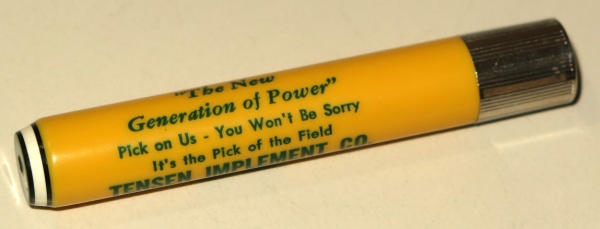 "The New
Generation of Power"
Pick on Us - You Won't Be Sorry
It's the Pick of the Field
TENSEN IMPLEMENT CO.